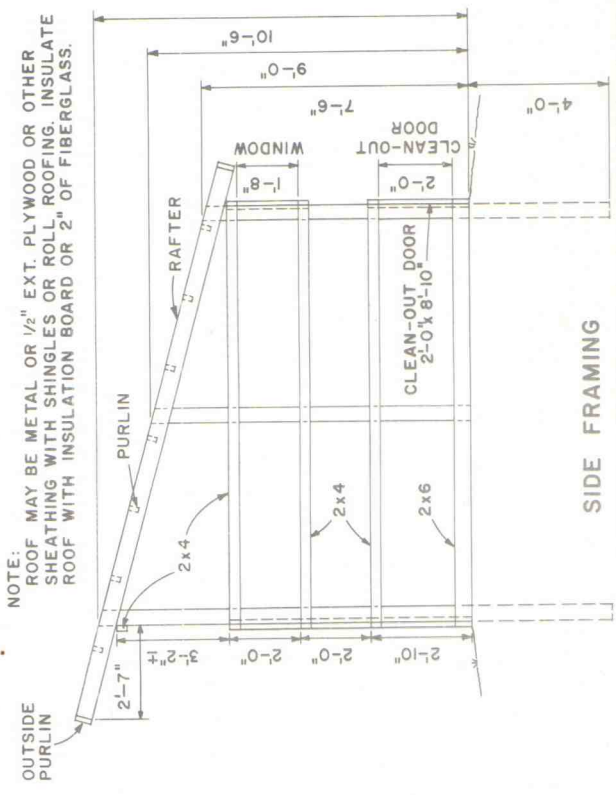 NOTE:
ROOF MAY BE METAL OR 1/2" EXT. PLYWOOD OR OTHER
SHEATHING WITH SHINGLES OR ROLL ROOFING. INSULATE
ROOF WITH INSULATION BOARD OR 2" OF FIBERGLASS.
OUTSIDE
PURLIN
PURLIN
RAFTER
10'-6"
9'-0"
7'-6"
4'-0"
2'-7"
3'-2"±
2'-0"
2'-0"
2'-10"
2x4
2x4
2x6
WINDOW
1'-8"
CLEAN-OUT
DOOR
2'-0"
CLEAN-OUT DOOR
2'-0"x 8'-10"
SIDE FRAMING